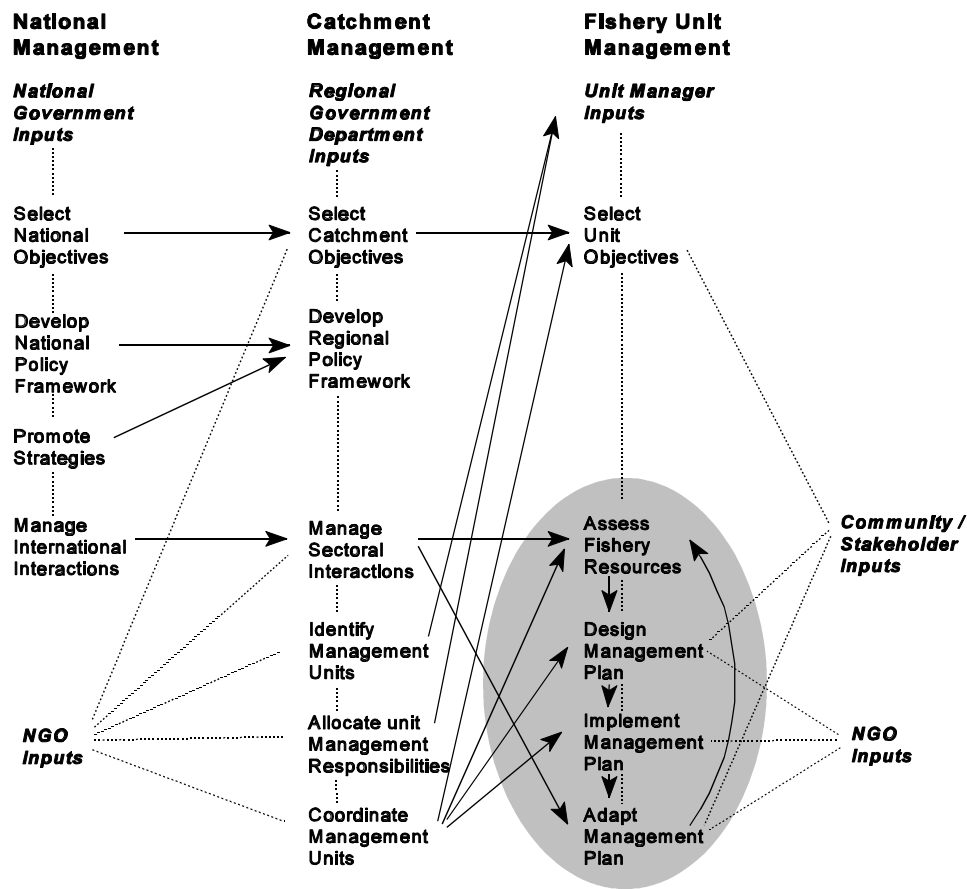 National
Management
National
Government
Inputs
Select
National
Objectives
Develop
National
Policy
Framework
Promote
Strategies
Manage
International
Interactions
NGO
Inputs
Catchment
Management
Regional
Government
Department
Inputs
Select
Catchment
Objectives
Develop
Regional
Policy
Framework
Manage
Sectoral
Interactions
Identify
Management
Units
Allocate unit
Management
Responsibilities
Coordinate
Management
Units
Fishery Unit
Management
Unit Manager
Inputs
Select
Unit
Objectives
Assess
Fishery
Resources
Design
Management
Plan
Implement
Management
Plan
Adapt
Management
Plan
Community /
Stakeholder
Inputs
NGO
Inputs